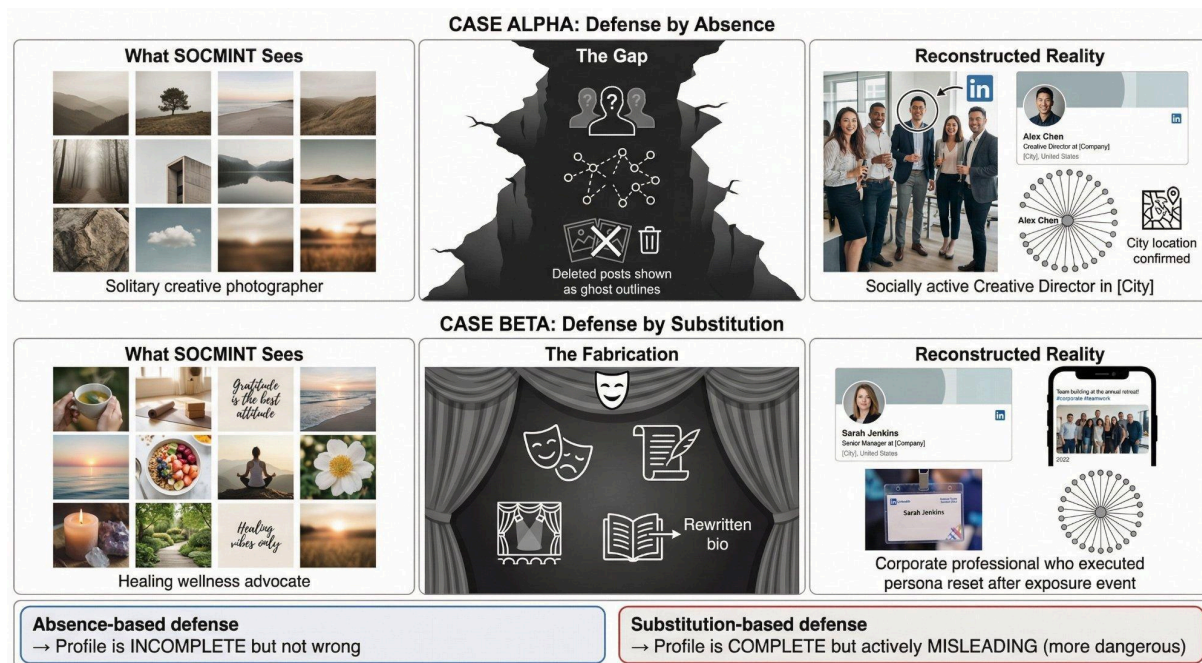 CASE ALPHA: Defense by Absence
What SOCMINT Sees
Solitary creative photographer
The Gap
? ? ?
Deleted posts shown
as ghost outlines
Reconstructed Reality
in
in
Alex Chen
Creative Director at [Company]
[City], United States
Alex Chen
City location
confirmed
Socially active Creative Director in [City]
CASE BETA: Defense by Substitution
What SOCMINT Sees
Gratitude
is the best
attitude
Healing
vibes only
Healing wellness advocate
The Fabrication
Rewritten
bio
Reconstructed Reality
in
Sarah Jenkins
Senior Manager at [Company]
[City], United States
Team building at the annual retreat!
#corporate #teamwork
2022
in
Sarah Jenkins
Corporate professional who executed
persona reset after exposure event
Absence-based defense
→ Profile is INCOMPLETE but not wrong
Substitution-based defense
→ Profile is COMPLETE but actively MISLEADING (more dangerous)